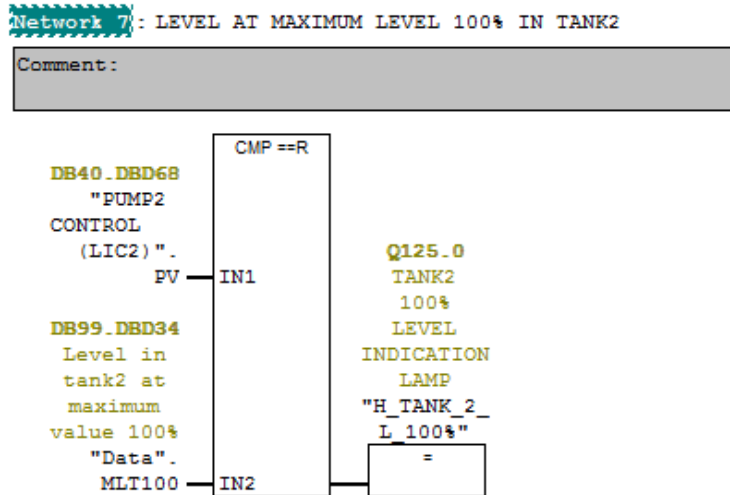 Network 7: LEVEL AT MAXIMUM LEVEL 100% IN TANK2
Comment:
CMP ==R
DB40.DBD68
"PUMP2
CONTROL
(LIC2)".
PV
IN1
DB99.DBD34
Level in
tank2 at
maximum
value 100%
"Data".
MLT100
IN2
Q125.0
TANK2
100%
LEVEL
INDICATION
LAMP
"H_TANK_2_
L_100%"
=